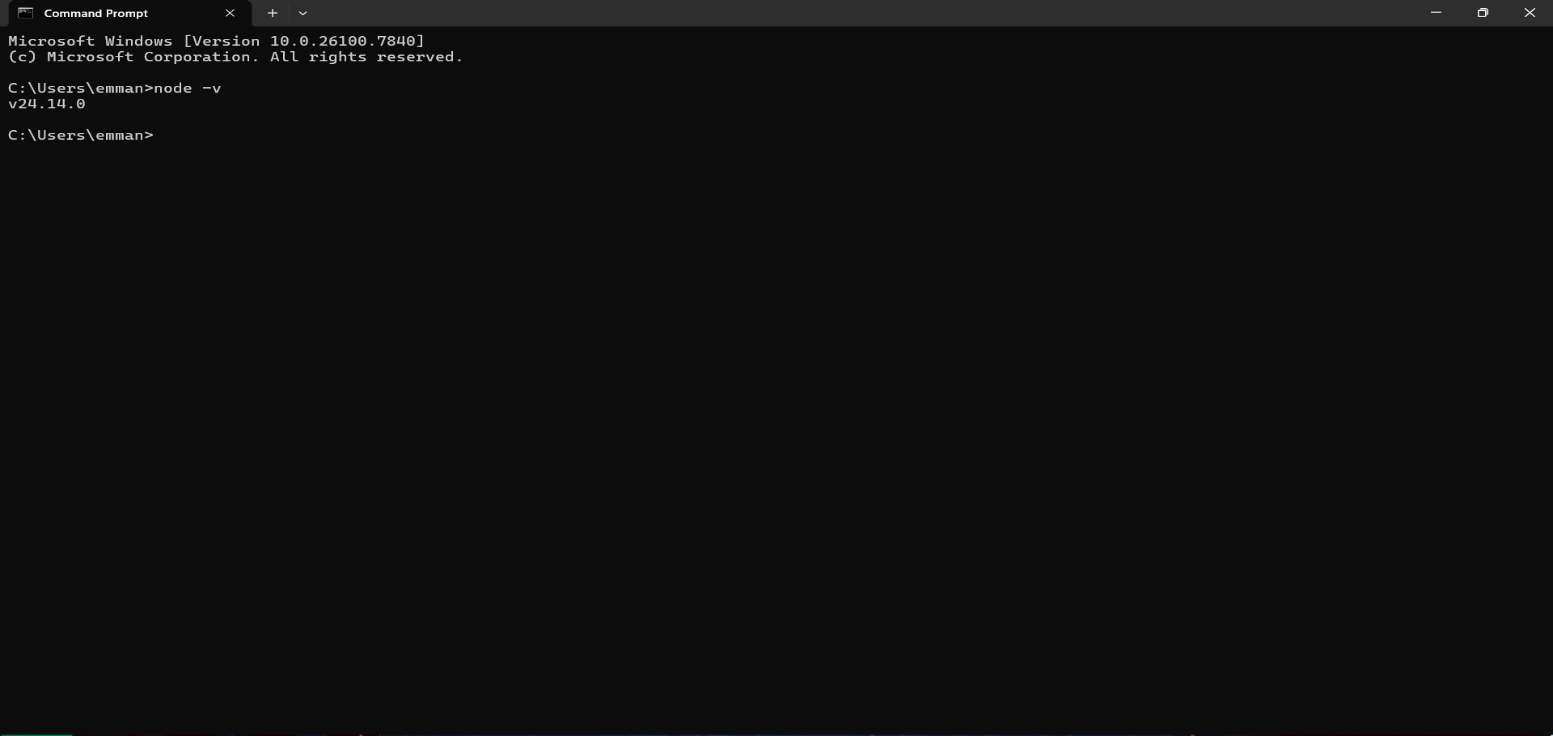 Command Prompt
Microsoft Windows [Version 10.0.26100.7840]
(c) Microsoft Corporation. All rights reserved.
C:\Users\emman>node -v
v24.14.0
C:\Users\emman>